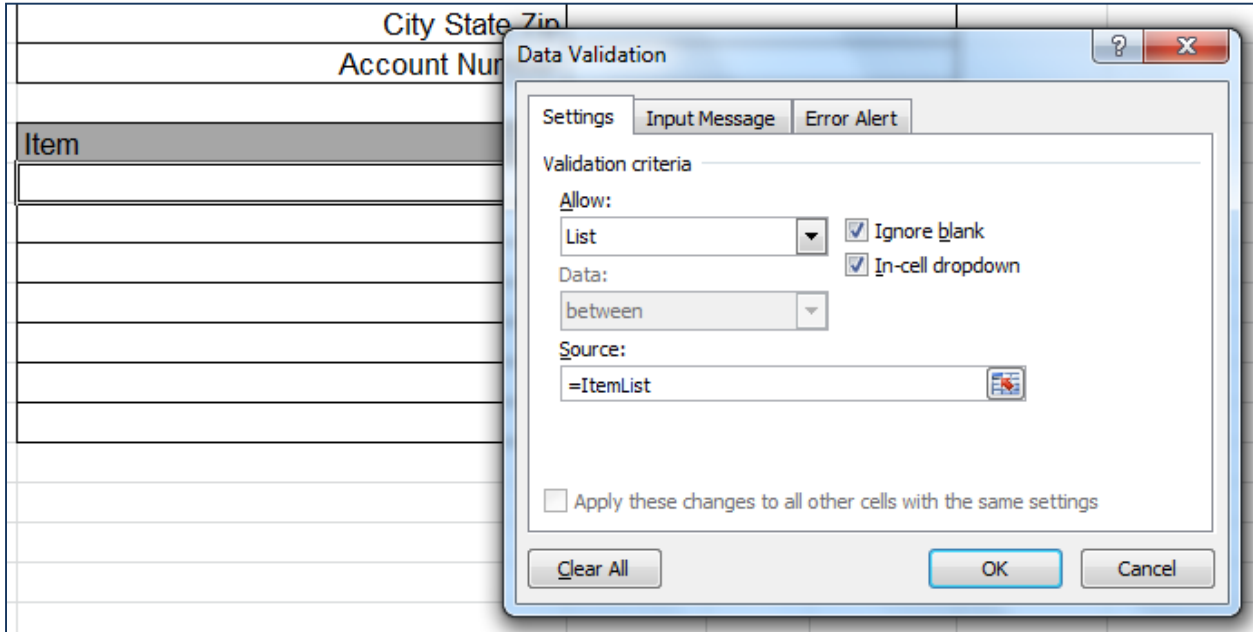 City State Zip
Account Num
Data Validation
?
X
Settings
Input Message
Error Alert
Item
Validation criteria
Allow:
List
Ignore blank
In-cell dropdown
Data:
between
Source:
=ItemList
Apply these changes to all other cells with the same settings
Clear All
OK
Cancel